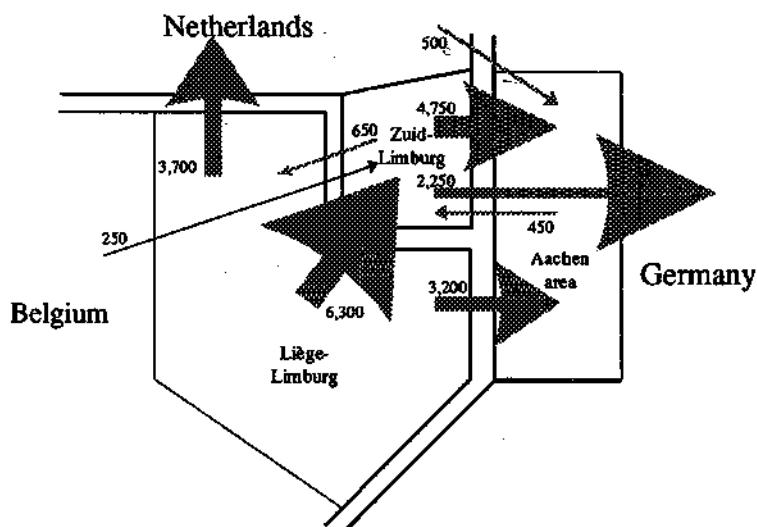 Netherlands
500
4,750
650
Zuid-
Limburg
3,700
2,250
250
450
Aachen
area
Germany
3,200
6,300
Belgium
Liège-
Limburg